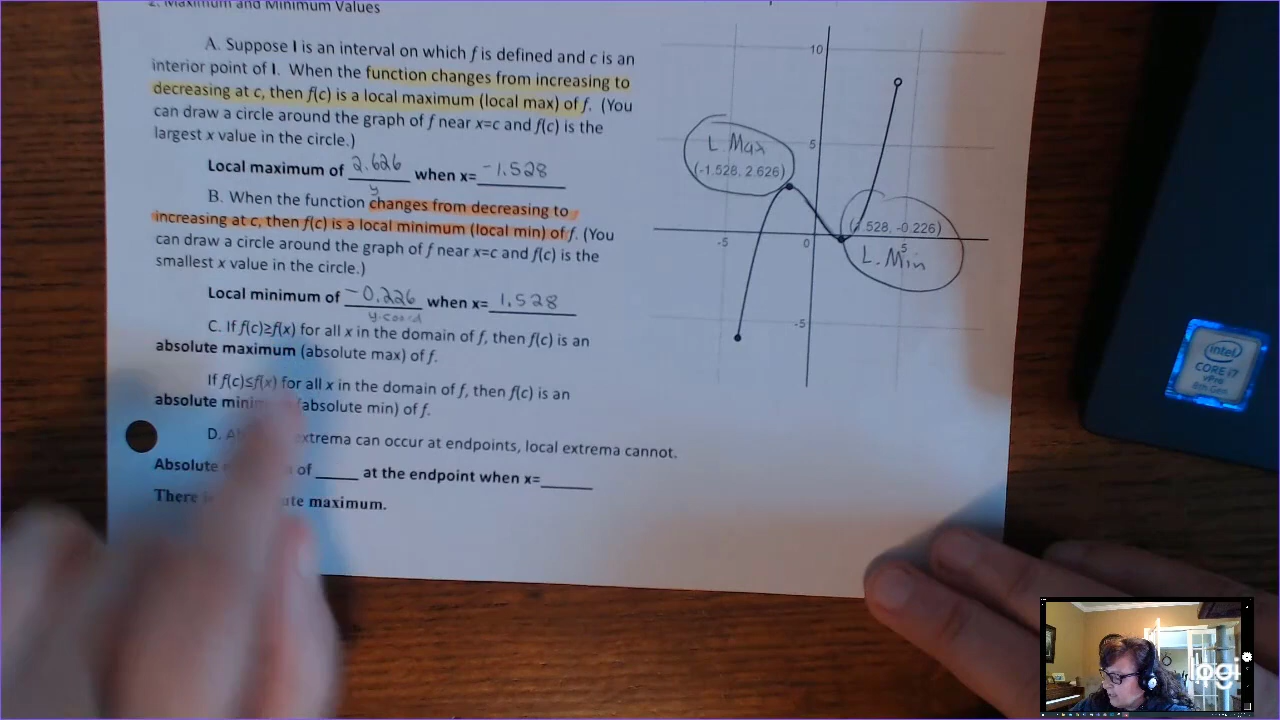 2. Maximum and Minimum Values
A. Suppose I is an interval on which f is defined and c is an
interior point of I. When the function changes from increasing to
decreasing at c, then f(c) is a local maximum (local max) of f. (You
can draw a circle around the graph of f near x=c and f(c) is the
largest x value in the circle.)
Local maximum of 2.626 when x= -1.528
y
B. When the function changes from decreasing to
increasing at c, then f(c) is a local minimum (local min) of f. (You
can draw a circle around the graph of f near x=c and f(c) is the
smallest x value in the circle.)
Local minimum of -0.226 when x= 1.528
y-coord
C. If f(c)≥f(x) for all x in the domain of f, then f(c) is an
absolute maximum (absolute max) of f.
If f(c)≤f(x) for all x in the domain of f, then f(c) is an
absolute (absolute min) of f.
D. extrema can occur at endpoints, local extrema cannot.
Absolute of _____ at the endpoint when x=______
There maximum.
10
L. Max
5
(-1.528, 2.626)
(1.528, -0.226)
-5
0
5
L. Min
-5
intel
CORE i7
vPro
8th Gen
logi